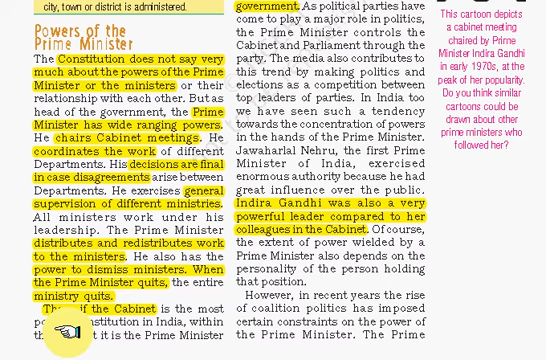 city, town or district is administered.
Powers of the
Prime Minister
The Constitution does not say very
much about the powers of the Prime
Minister or the ministers or their
relationship with each other. But as
head of the government, the Prime
Minister has wide ranging powers.
He chairs Cabinet meetings. He
coordinates the work of different
Departments. His decisions are final
in case disagreements arise between
Departments. He exercises general
supervision of different ministries.
All ministers work under his
leadership. The Prime Minister
distributes and redistributes work
to the ministers. He also has the
power to dismiss ministers. When
the Prime Minister quits, the entire
ministry quits.
if the Cabinet is the most
institution in India, within
it is the Prime Minister
government. As political parties have
come to play a major role in politics,
the Prime Minister controls the
Cabinet and Parliament through the
party. The media also contributes to
this trend by making politics and
elections as a competition between
top leaders of parties. In India too
we have seen such a tendency
towards the concentration of powers
in the hands of the Prime Minister.
Jawaharlal Nehru, the first Prime
Minister of India, exercised
enormous authority because he had
great influence over the public.
Indira Gandhi was also a very
powerful leader compared to her
colleagues in the Cabinet. Of course,
the extent of power wielded by a
Prime Minister also depends on the
personality of the person holding
that position.
However, in recent years the rise
of coalition politics has imposed
certain constraints on the power of
the Prime Minister. The Prime
This cartoon depicts
a cabinet meeting
chaired by Prime
Minister Indira Gandhi
in early 1970s, at the
peak of her popularity.
Do you think similar
cartoons could be
drawn about other
prime ministers who
followed her?